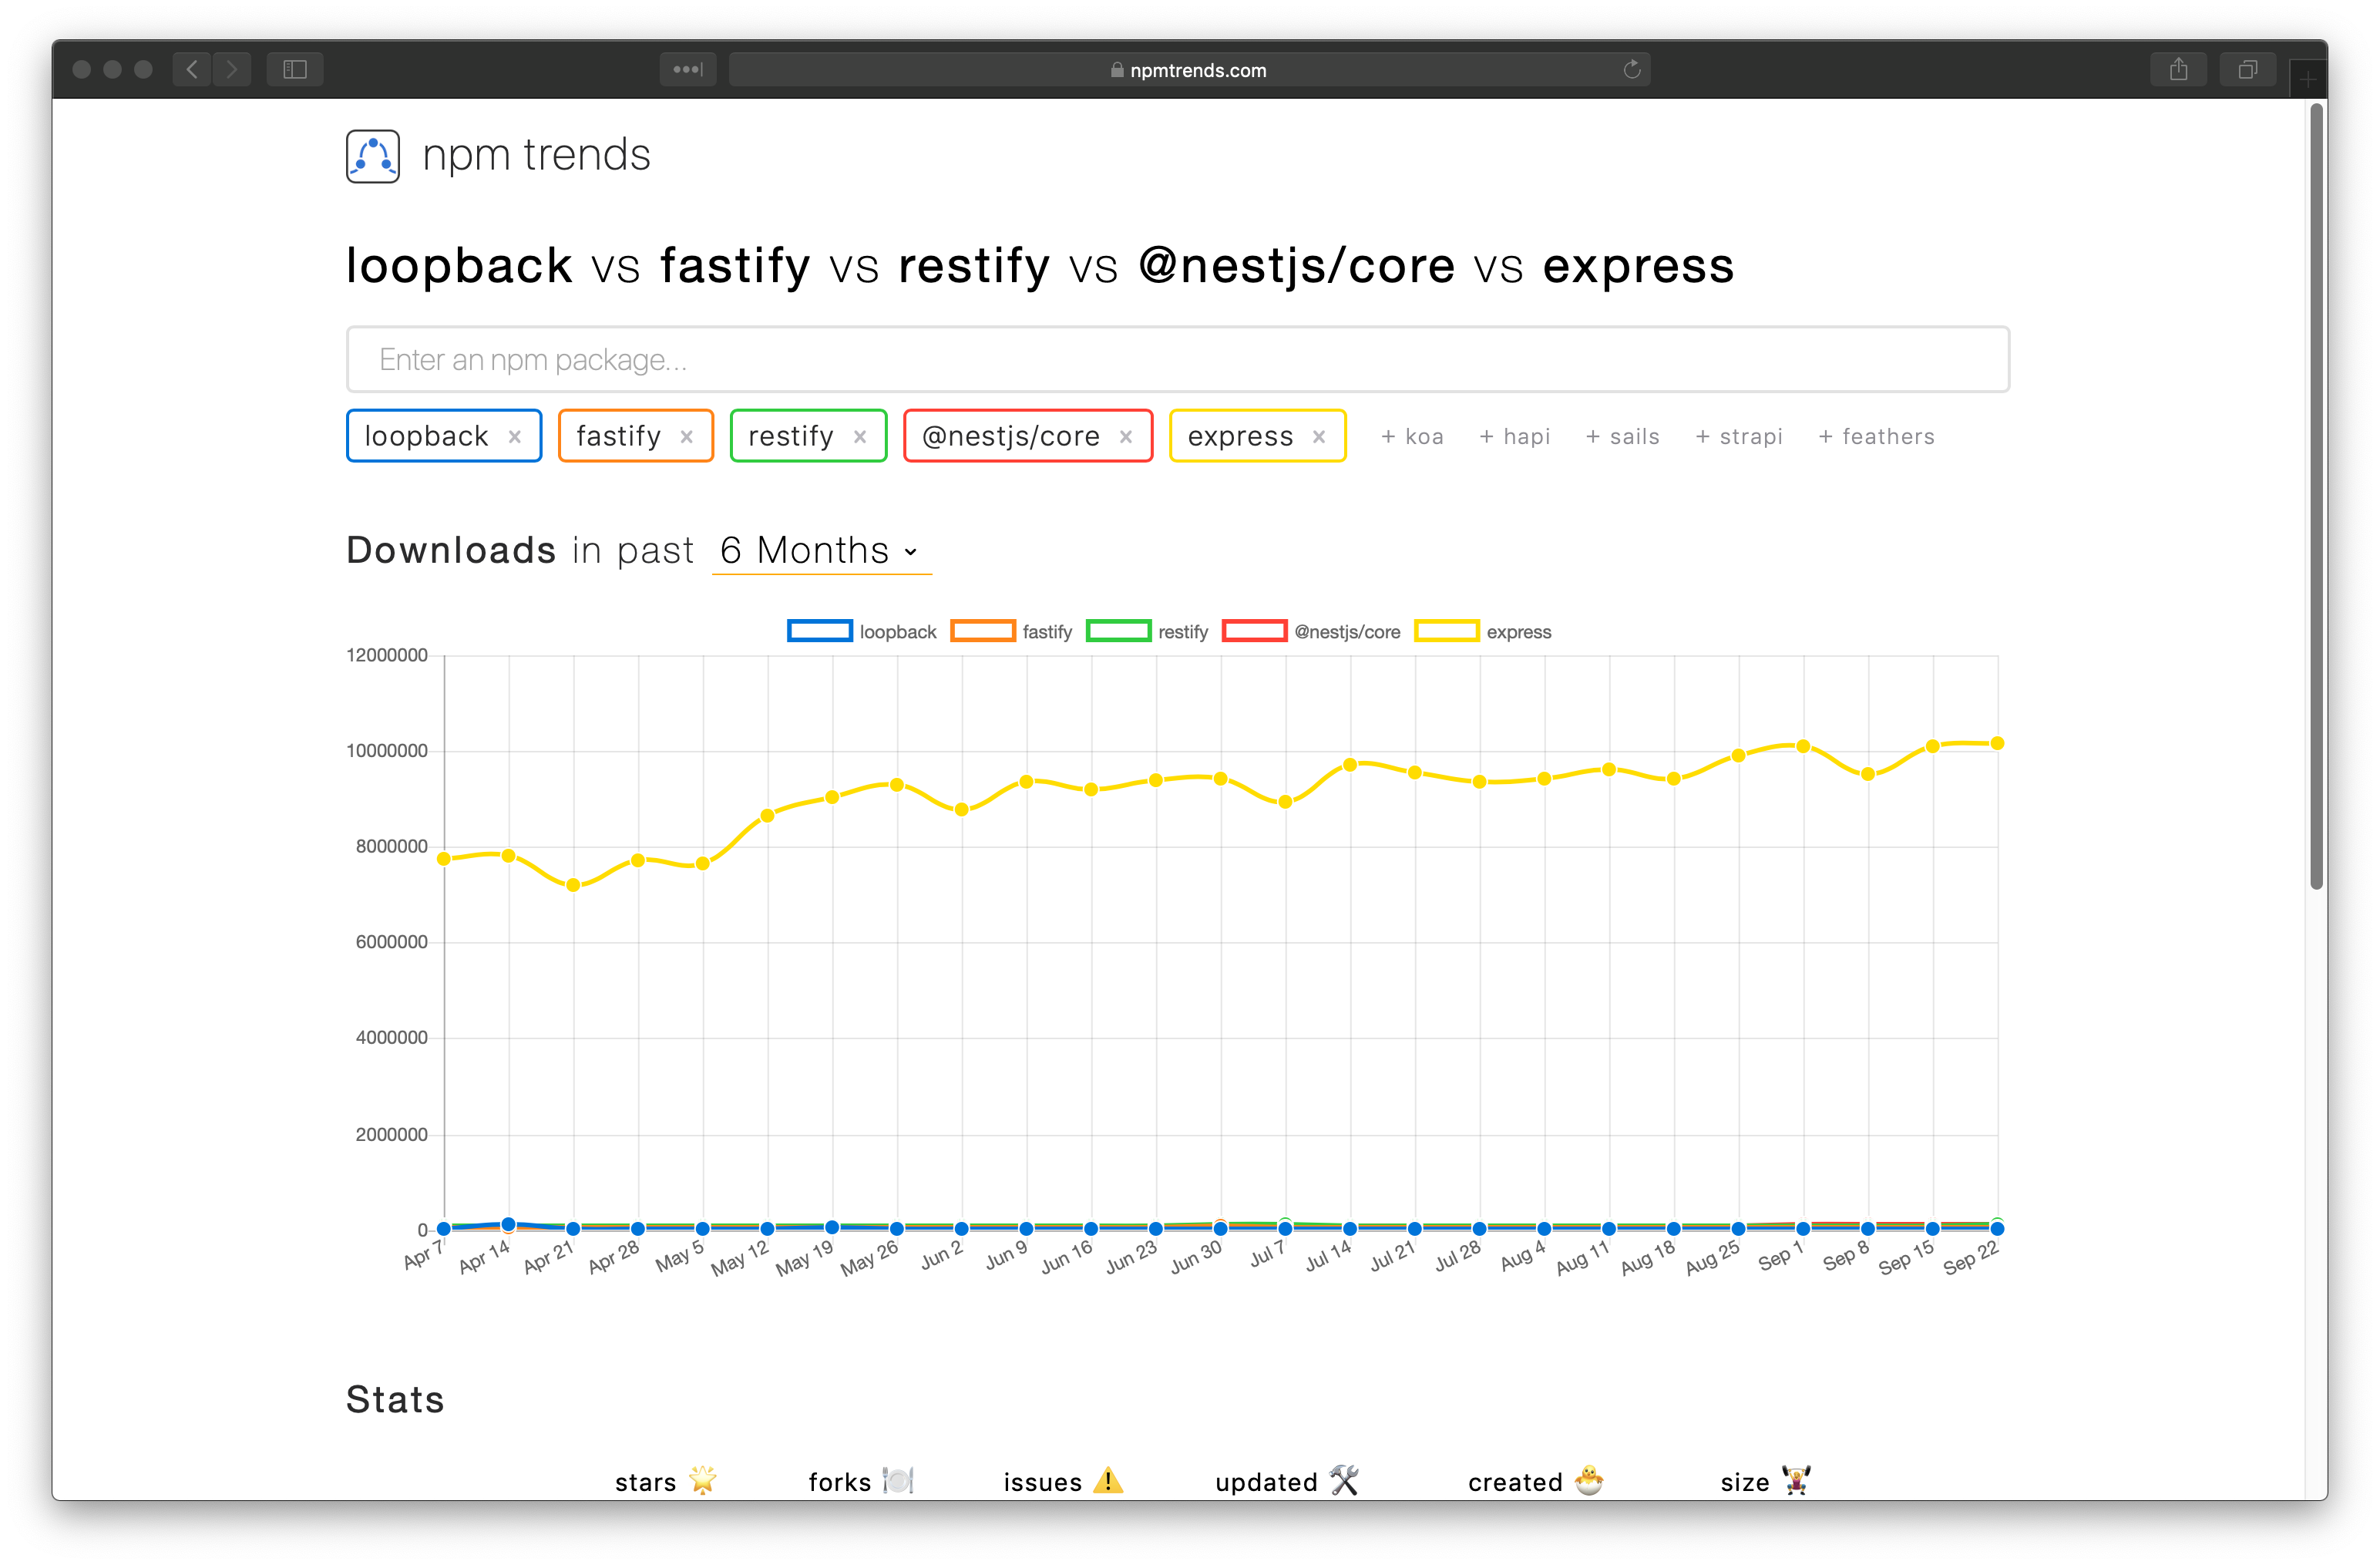 npmtrends.com
npm trends
loopback vs fastify vs restify vs @nestjs/core vs express
Enter an npm package...
loopback × fastify × restify × @nestjs/core × express × + koa + hapi + sails + strapi + feathers
Downloads in past 6 Months
loopback fastify restify @nestjs/core express
12000000
10000000
8000000
6000000
4000000
2000000
0
Apr 7 Apr 14 Apr 21 Apr 28 May 5 May 12 May 19 May 26 Jun 2 Jun 9 Jun 16 Jun 23 Jun 30 Jul 7 Jul 14 Jul 21 Jul 28 Aug 4 Aug 11 Aug 18 Aug 25 Sep 1 Sep 8 Sep 15 Sep 22
Stats
stars 🌟 forks 🍽️ issues ⚠️ updated 🛠️ created 🐣 size 🏋️‍♀️